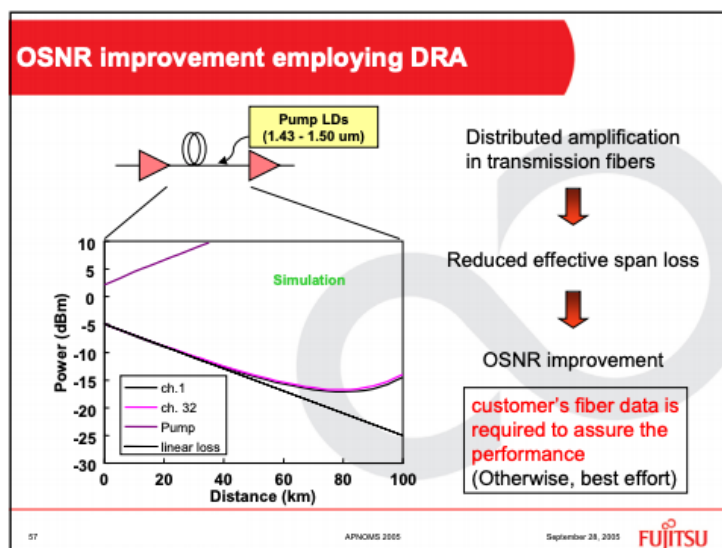 OSNR improvement employing DRA
Pump LDs
(1.43 - 1.50 um)
Distributed amplification
in transmission fibers
Reduced effective span loss
OSNR improvement
customer's fiber data is
required to assure the
performance
(Otherwise, best effort)
Simulation
Power (dBm)
10
5
0
-5
-10
-15
-20
-25
-30
ch.1
ch. 32
Pump
linear loss
0 20 40 60 80 100
Distance (km)
57 APNOMS 2005 September 28, 2005 FUJITSU